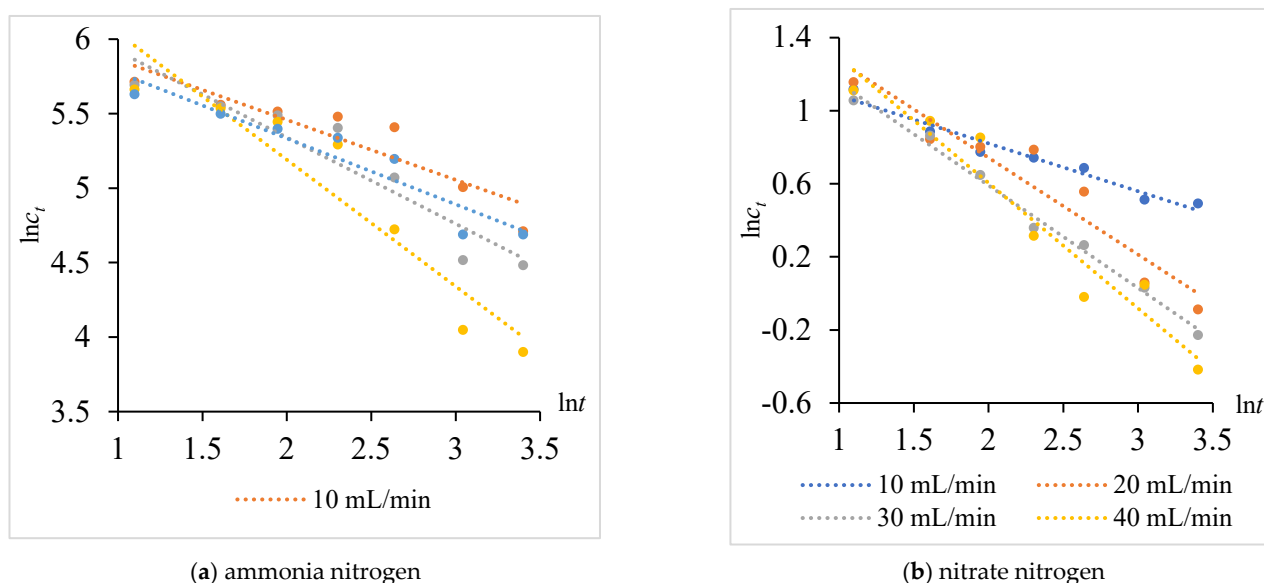 6
5.5
5
4.5
4
3.5
lnc_t
1
1.5
2
2.5
3
3.5
lnt
10 mL/min
(a) ammonia nitrogen
1.4
1
0.6
0.2
-0.2
-0.6
lnc_t
1
1.5
2
2.5
3
3.5
lnt
10 mL/min 20 mL/min
30 mL/min 40 mL/min
(b) nitrate nitrogen